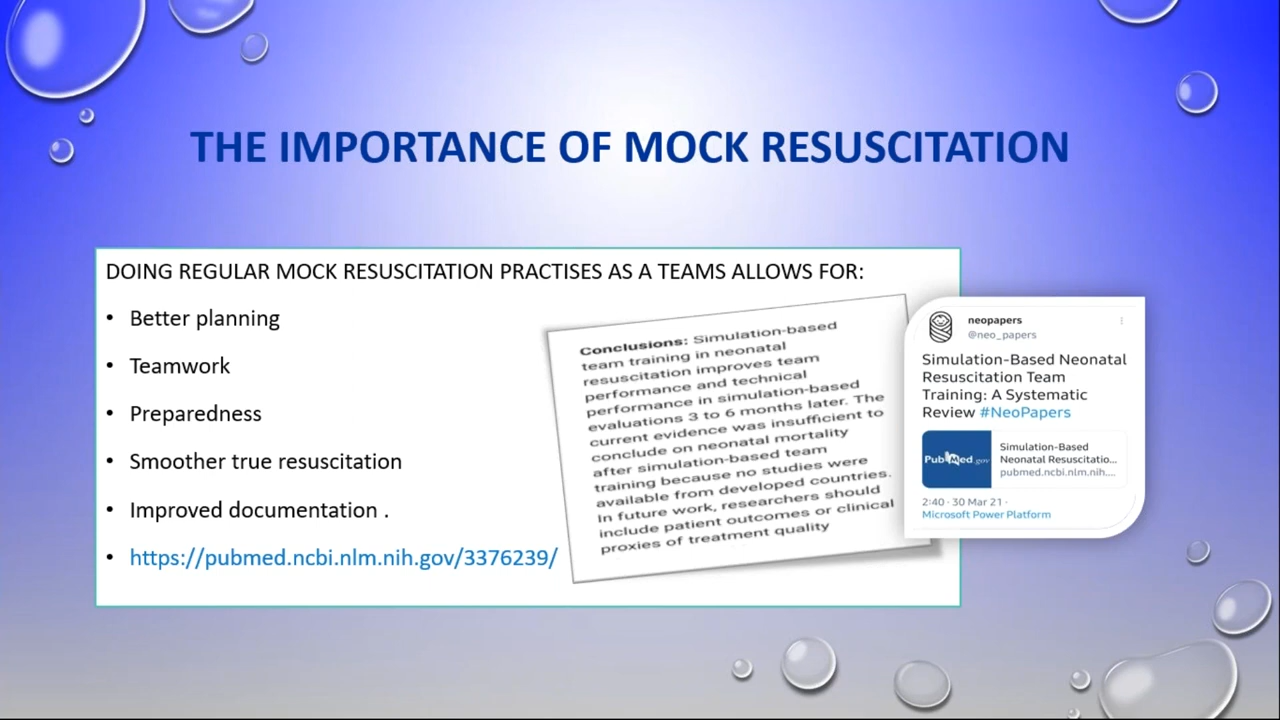 THE IMPORTANCE OF MOCK RESUSCITATION
DOING REGULAR MOCK RESUSCITATION PRACTISES AS A TEAMS ALLOWS FOR:
• Better planning
• Teamwork
• Preparedness
• Smoother true resuscitation
• Improved documentation .
• https://pubmed.ncbi.nlm.nih.gov/3376239/
Conclusions: Simulation-based
team training in neonatal
resuscitation improves team
performance and technical
performance in simulation-based
evaluations 3 to 6 months later. The
current evidence was insufficient to
conclude on neonatal mortality
after simulation-based team
training because no studies were
available from developed countries.
In future work, researchers should
include patient outcomes or clinical
proxies of treatment quality
neopapers
@neo_papers
Simulation-Based Neonatal
Resuscitation Team
Training: A Systematic
Review #NeoPapers
PubMed.gov
Simulation-Based
Neonatal Resuscitatio...
pubmed.ncbi.nlm.nih....
2:40 · 30 Mar 21 ·
Microsoft Power Platform